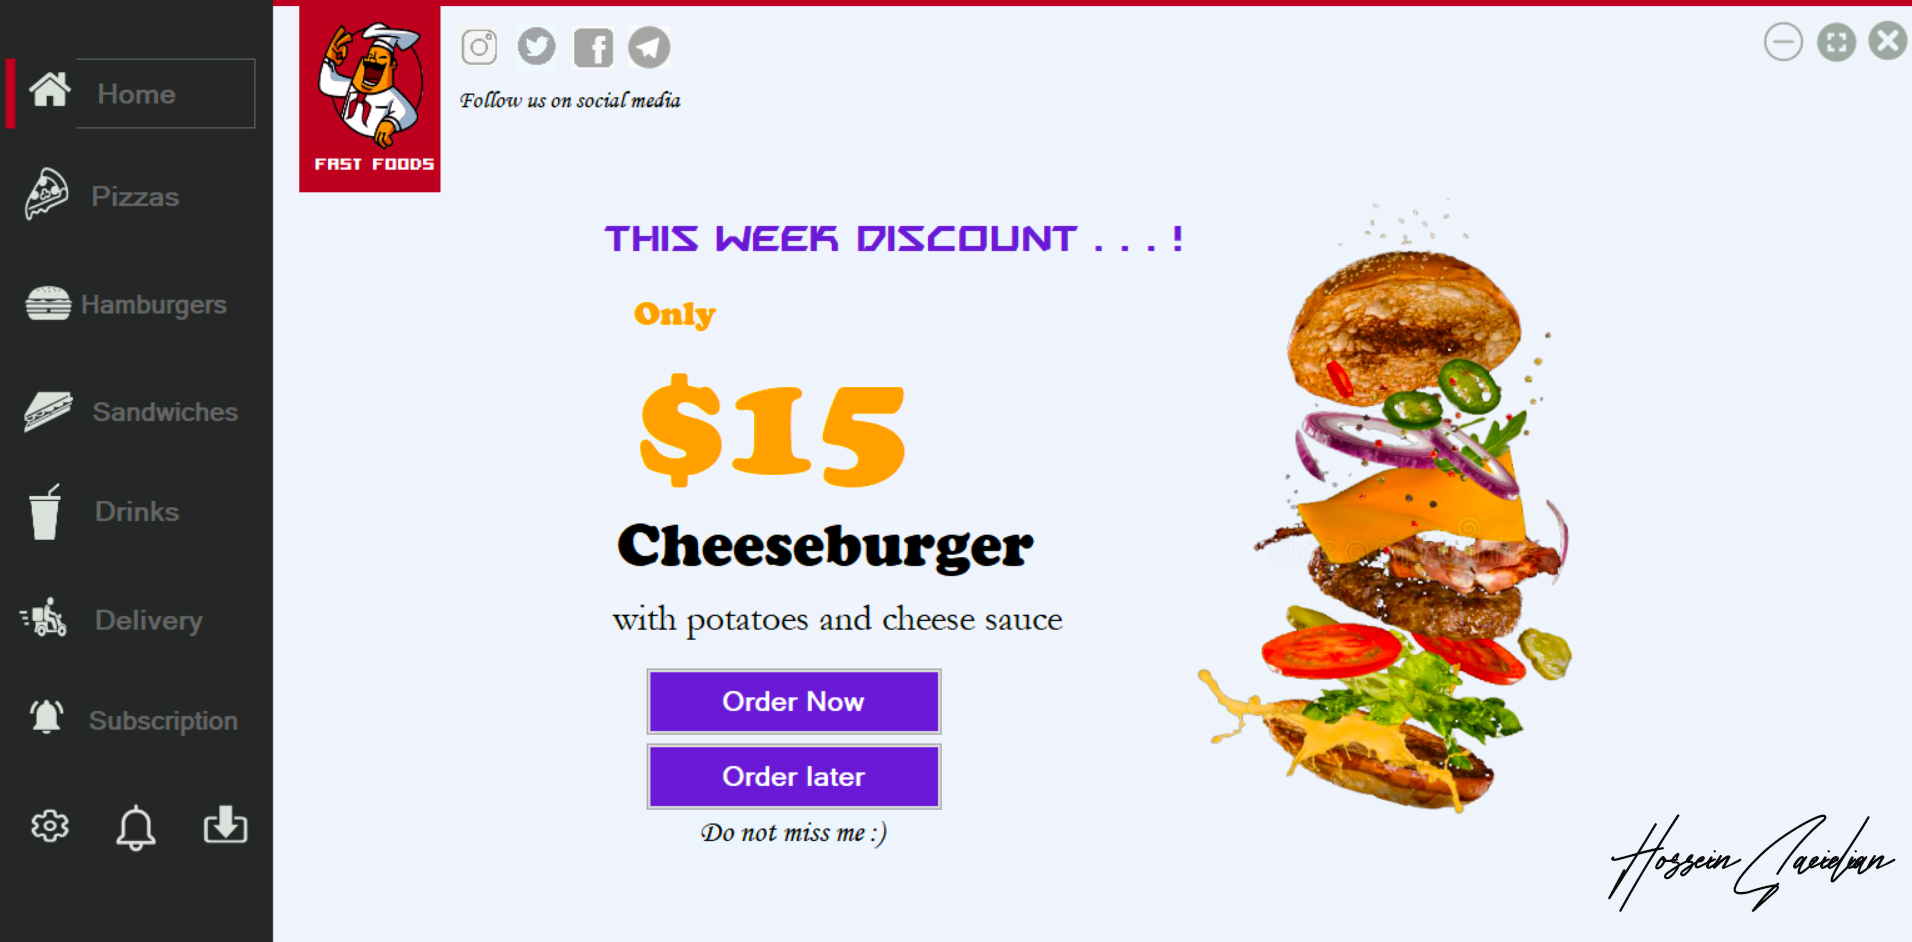 Home
Pizzas
Hamburgers
Sandwiches
Drinks
Delivery
Subscription
FAST FOODS
Follow us on social media
THIS WEEK DISCOUNT . . . !
Only
$15
Cheeseburger
with potatoes and cheese sauce
Order Now
Order later
Do not miss me :)
Hossein Saeidian